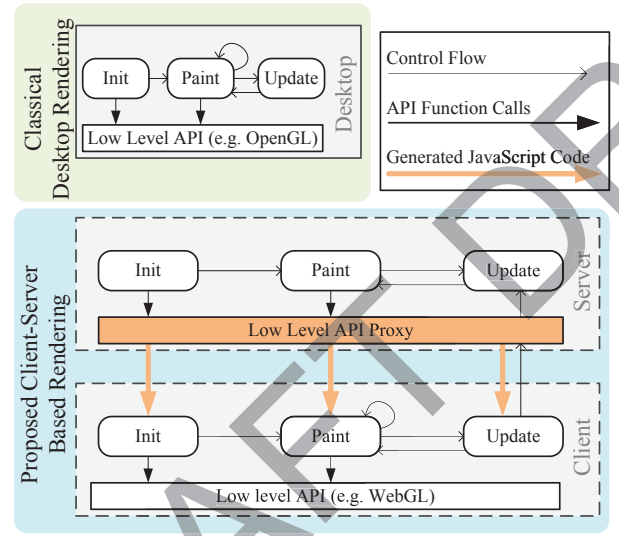 Classical
Desktop Rendering
Init
Paint
Update
Desktop
Low Level API (e.g. OpenGL)
Control Flow
API Function Calls
Generated JavaScript Code
Proposed Client-Server
Based Rendering
Init
Paint
Update
Server
Low Level API Proxy
Init
Paint
Update
Client
Low level API (e.g. WebGL)
AFT DR